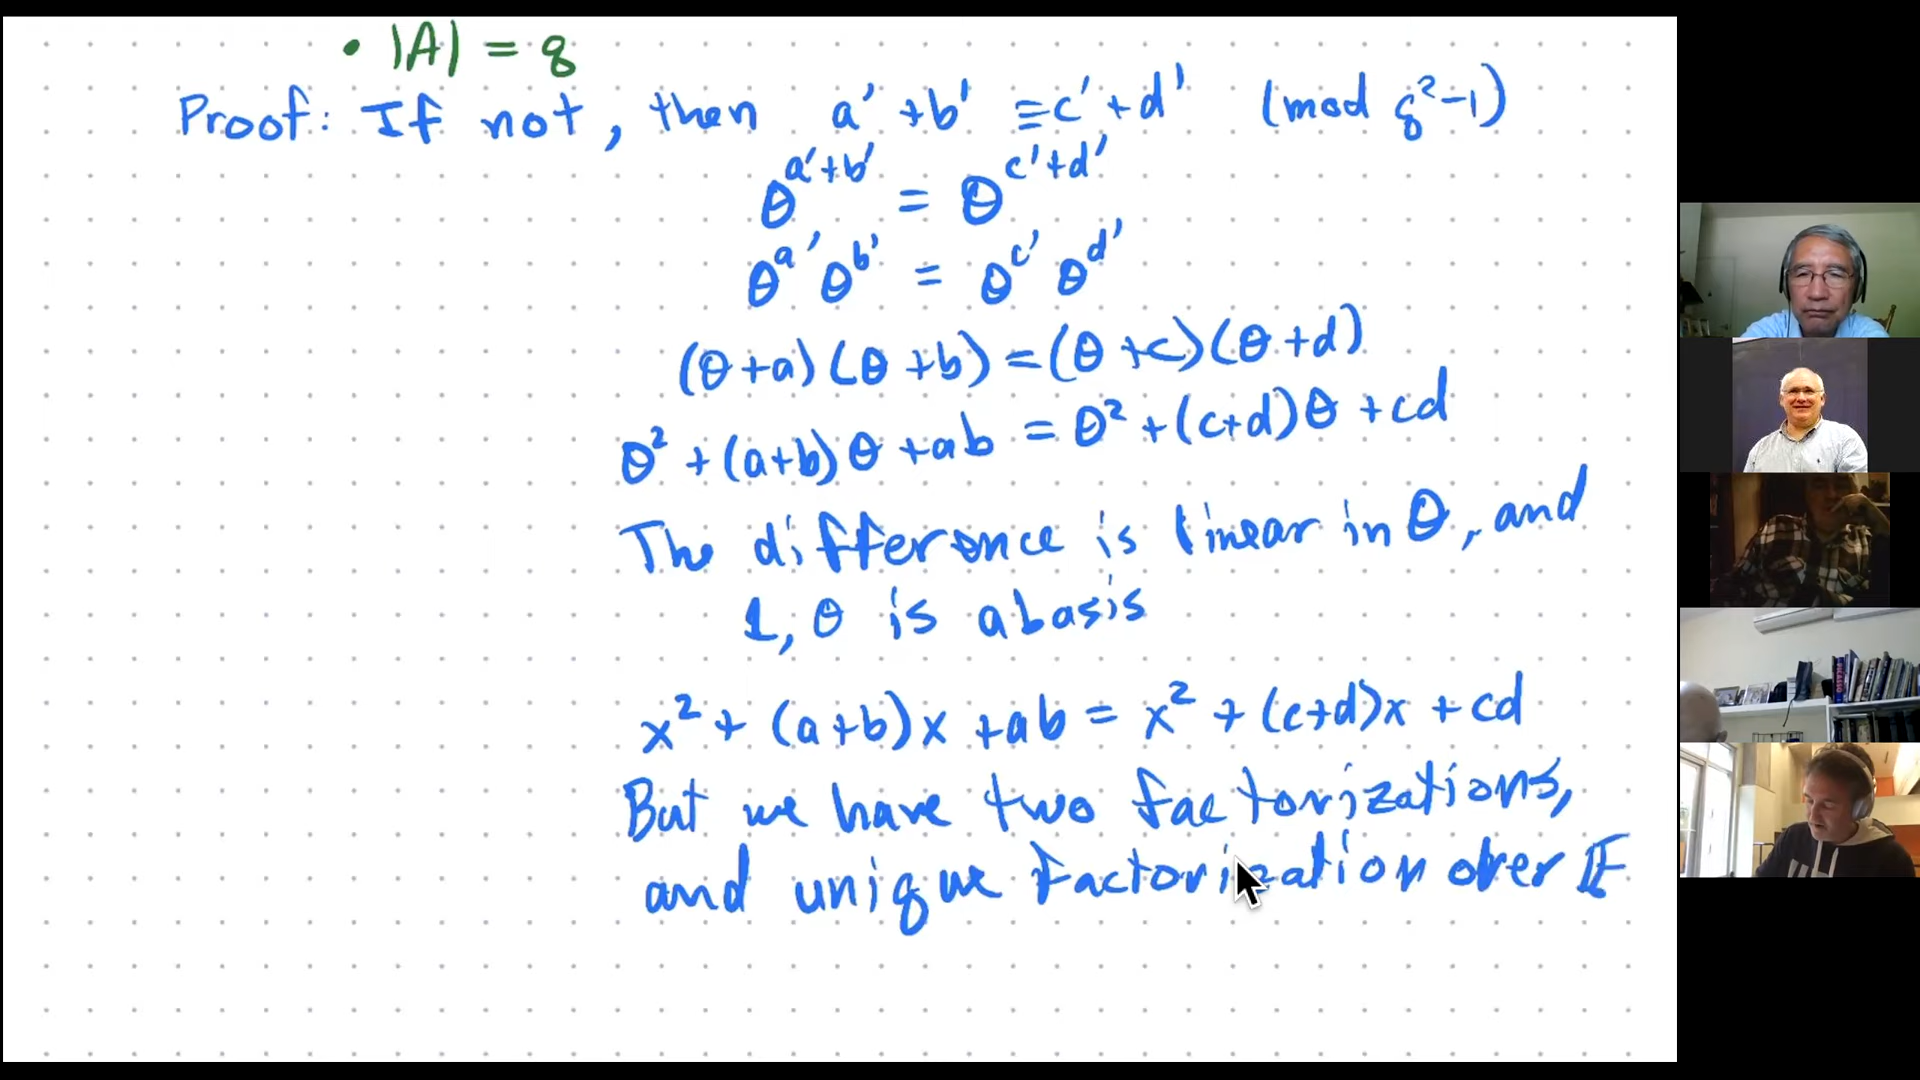 • |A| = q
Proof: If not, then a' + b' ≡ c' + d' (mod q²-1)
θ^{a'+b'} = θ^{c'+d'}
θ^{a'} θ^{b'} = θ^{c'} θ^{d'}
(θ+a)(θ+b) = (θ+c)(θ+d)
θ² + (a+b)θ + ab = θ² + (c+d)θ + cd
The difference is linear in θ, and
1, θ is a basis
x² + (a+b)x + ab = x² + (c+d)x + cd
But we have two factorizations,
and unique factorization over 𝔽